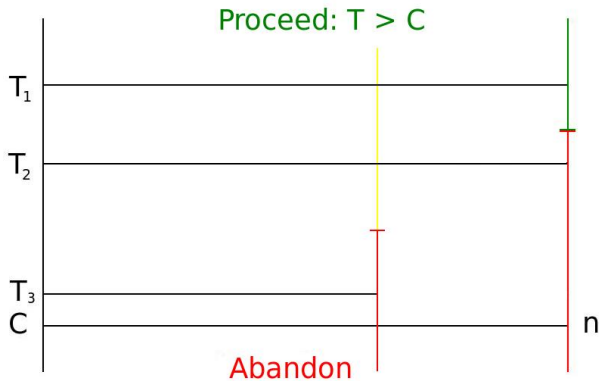 Proceed: T > C
T₁
T₂
T₃
C
n
Abandon